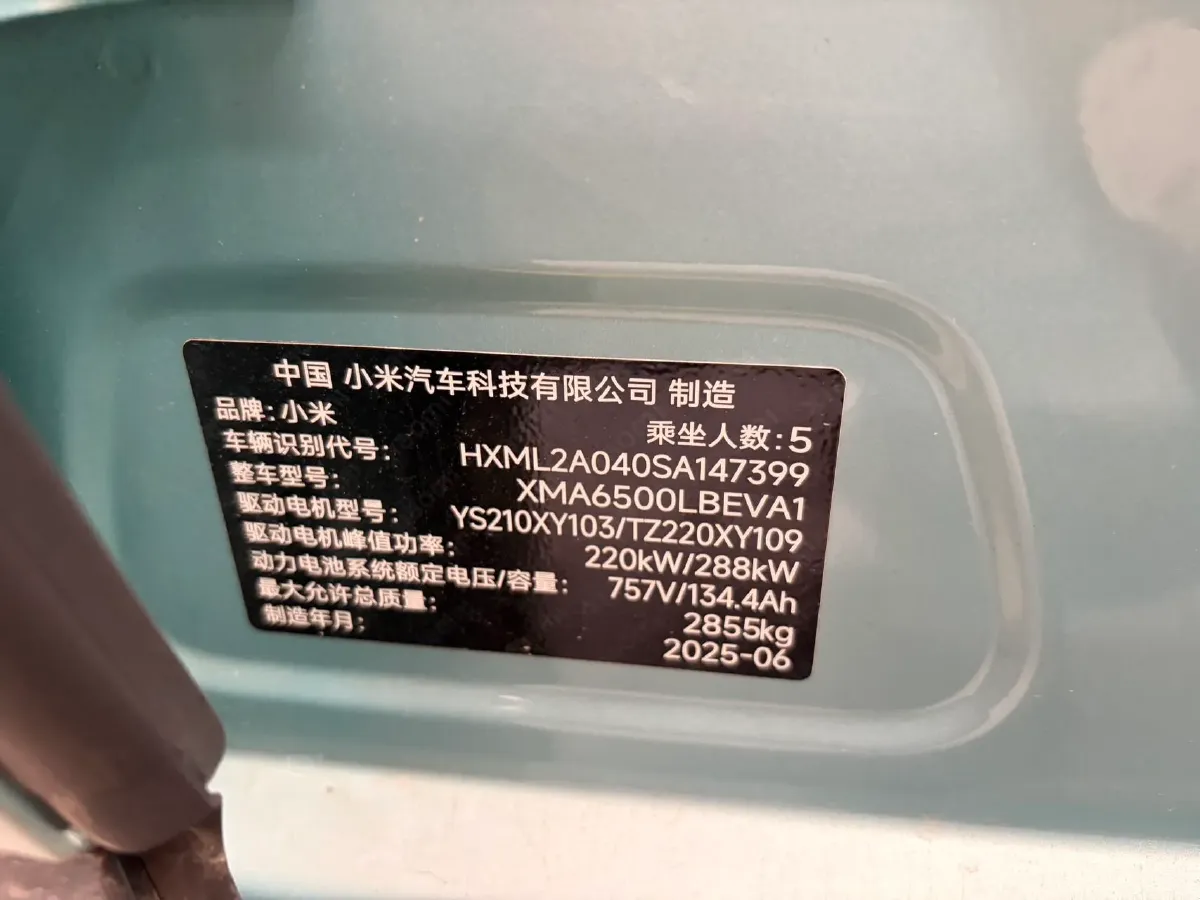 中国 小米汽车科技有限公司 制造
品牌:小米 乘坐人数:5
车辆识别代号: HXML2A040SA147399
整车型号: XMA6500LBEVA1
驱动电机型号: YS210XY103/TZ220XY109
驱动电机峰值功率: 220kW/288kW
动力电池系统额定电压/容量: 757V/134.4Ah
最大允许总质量: 2855kg
制造年月: 2025-06